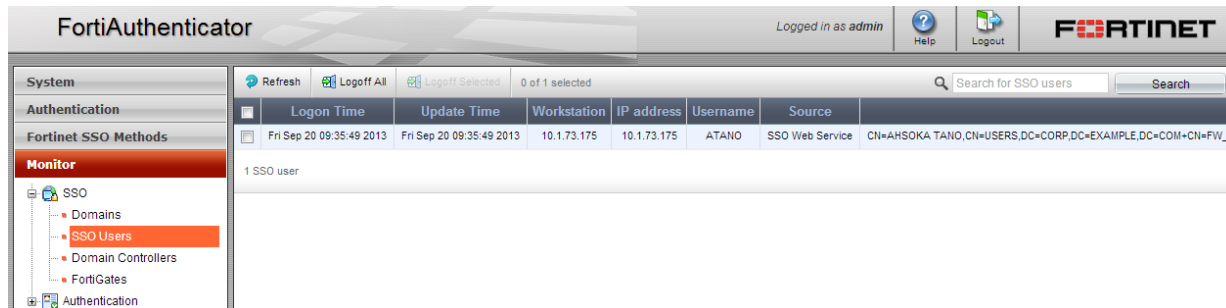 FortiAuthenticator
Logged in as admin
Help
Logout
FORTINET
System
Authentication
Fortinet SSO Methods
Monitor
SSO
Domains
SSO Users
Domain Controllers
FortiGates
Authentication
Refresh Logoff All Logoff Selected 0 of 1 selected Search for SSO users Search
Logon Time Update Time Workstation IP address Username Source
Fri Sep 20 09:35:49 2013 Fri Sep 20 09:35:49 2013 10.1.73.175 10.1.73.175 ATANO SSO Web Service CN=AHSOKA TANO,CN=USERS,DC=CORP,DC=EXAMPLE,DC=COM+CN=FW_
1 SSO user